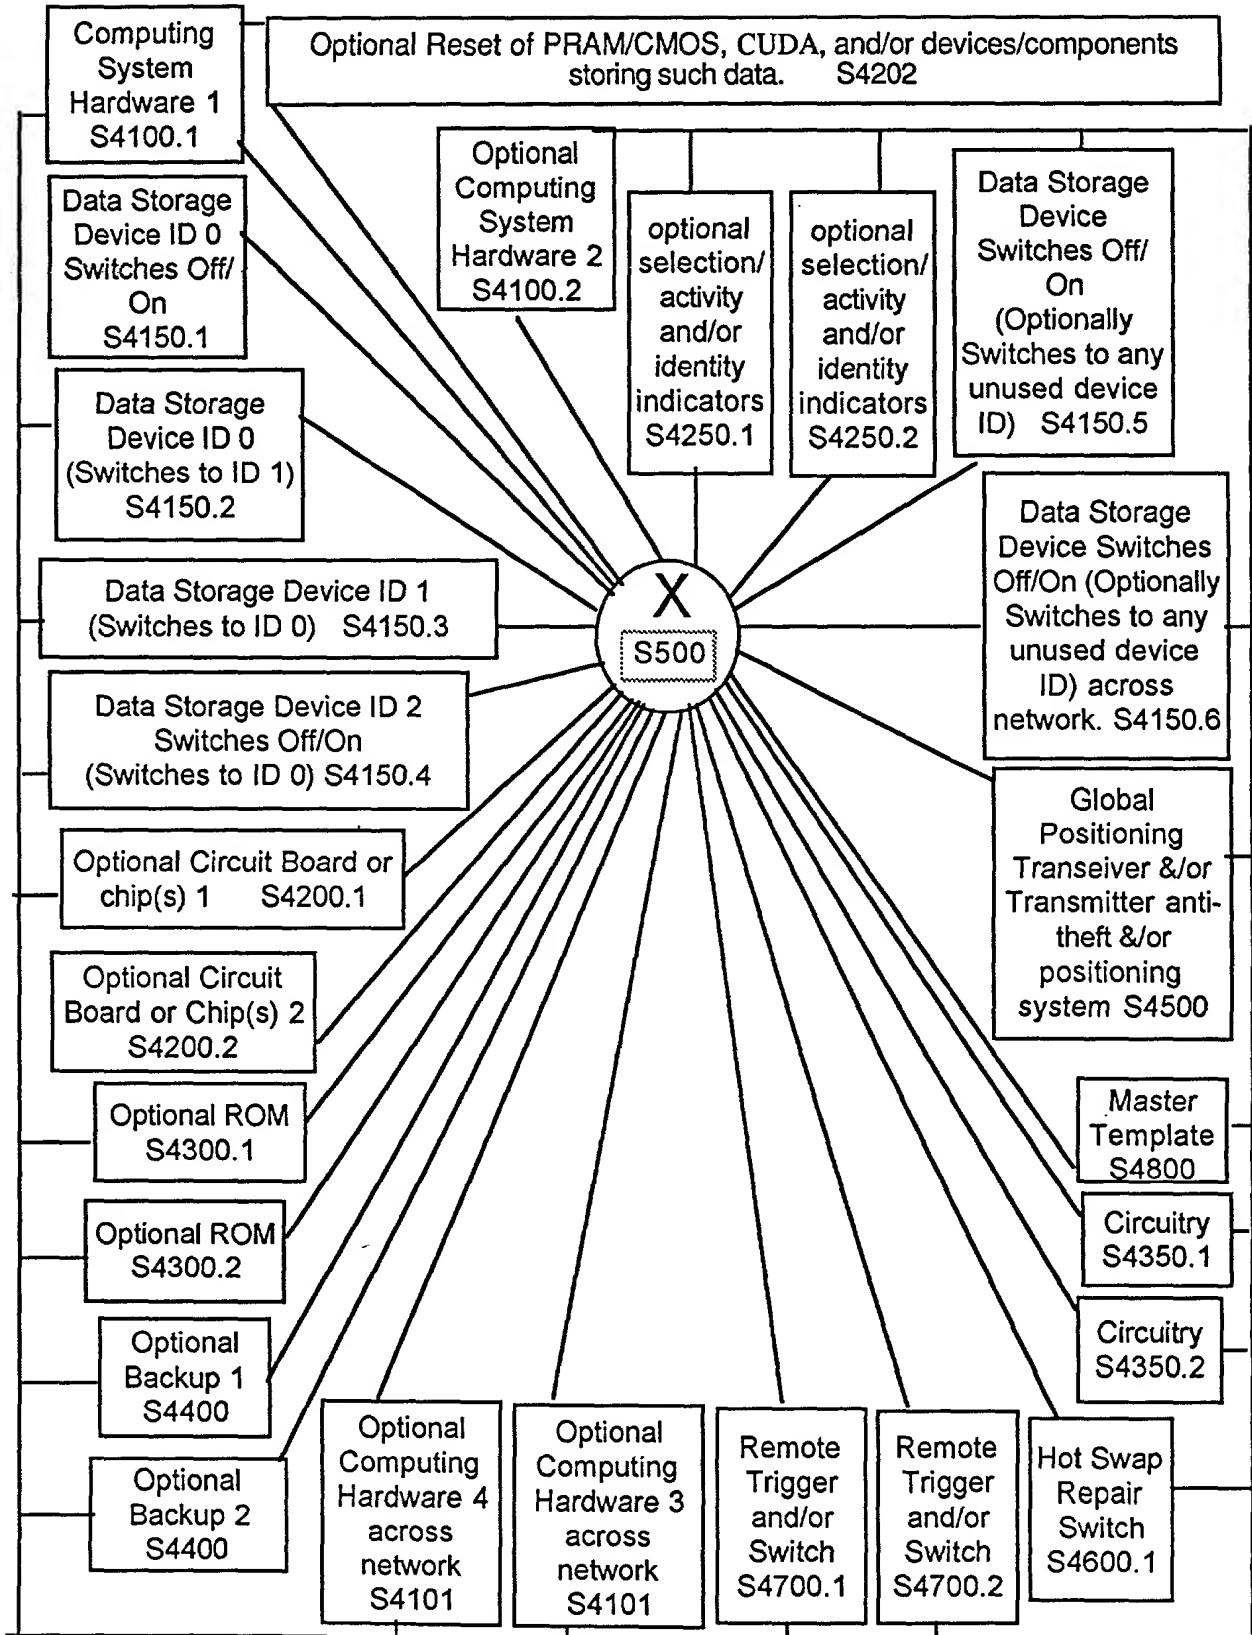 Computing
System
Hardware 1
S4100.1
Optional Reset of PRAM/CMOS, CUDA, and/or devices/components
storing such data. S4202
Data Storage
Device ID 0
Switches Off/
On
S4150.1
Optional
Computing
System
Hardware 2
S4100.2
optional
selection/
activity
and/or
identity
indicators
S4250.1
optional
selection/
activity
and/or
identity
indicators
S4250.2
Data Storage
Device
Switches Off/
On
(Optionally
Switches to any
unused device
ID) S4150.5
Data Storage
Device ID 0
(Switches to ID 1)
S4150.2
Data Storage
Device Switches
Off/On (Optionally
Switches to any
unused device
ID) across
network. S4150.6
Data Storage Device ID 1
(Switches to ID 0) S4150.3
X
S500
Data Storage Device ID 2
Switches Off/On
(Switches to ID 0) S4150.4
Global
Positioning
Transeiver &/or
Transmitter anti-
theft &/or
positioning
system S4500
Optional Circuit Board or
chip(s) 1 S4200.1
Optional Circuit
Board or Chip(s) 2
S4200.2
Optional ROM
S4300.1
Master
Template
S4800
Optional ROM
S4300.2
Circuitry
S4350.1
Optional
Backup 1
S4400
Circuitry
S4350.2
Optional
Backup 2
S4400
Optional
Computing
Hardware 4
across
network
S4101
Optional
Computing
Hardware 3
across
network
S4101
Remote
Trigger
and/or
Switch
S4700.1
Remote
Trigger
and/or
Switch
S4700.2
Hot Swap
Repair
Switch
S4600.1